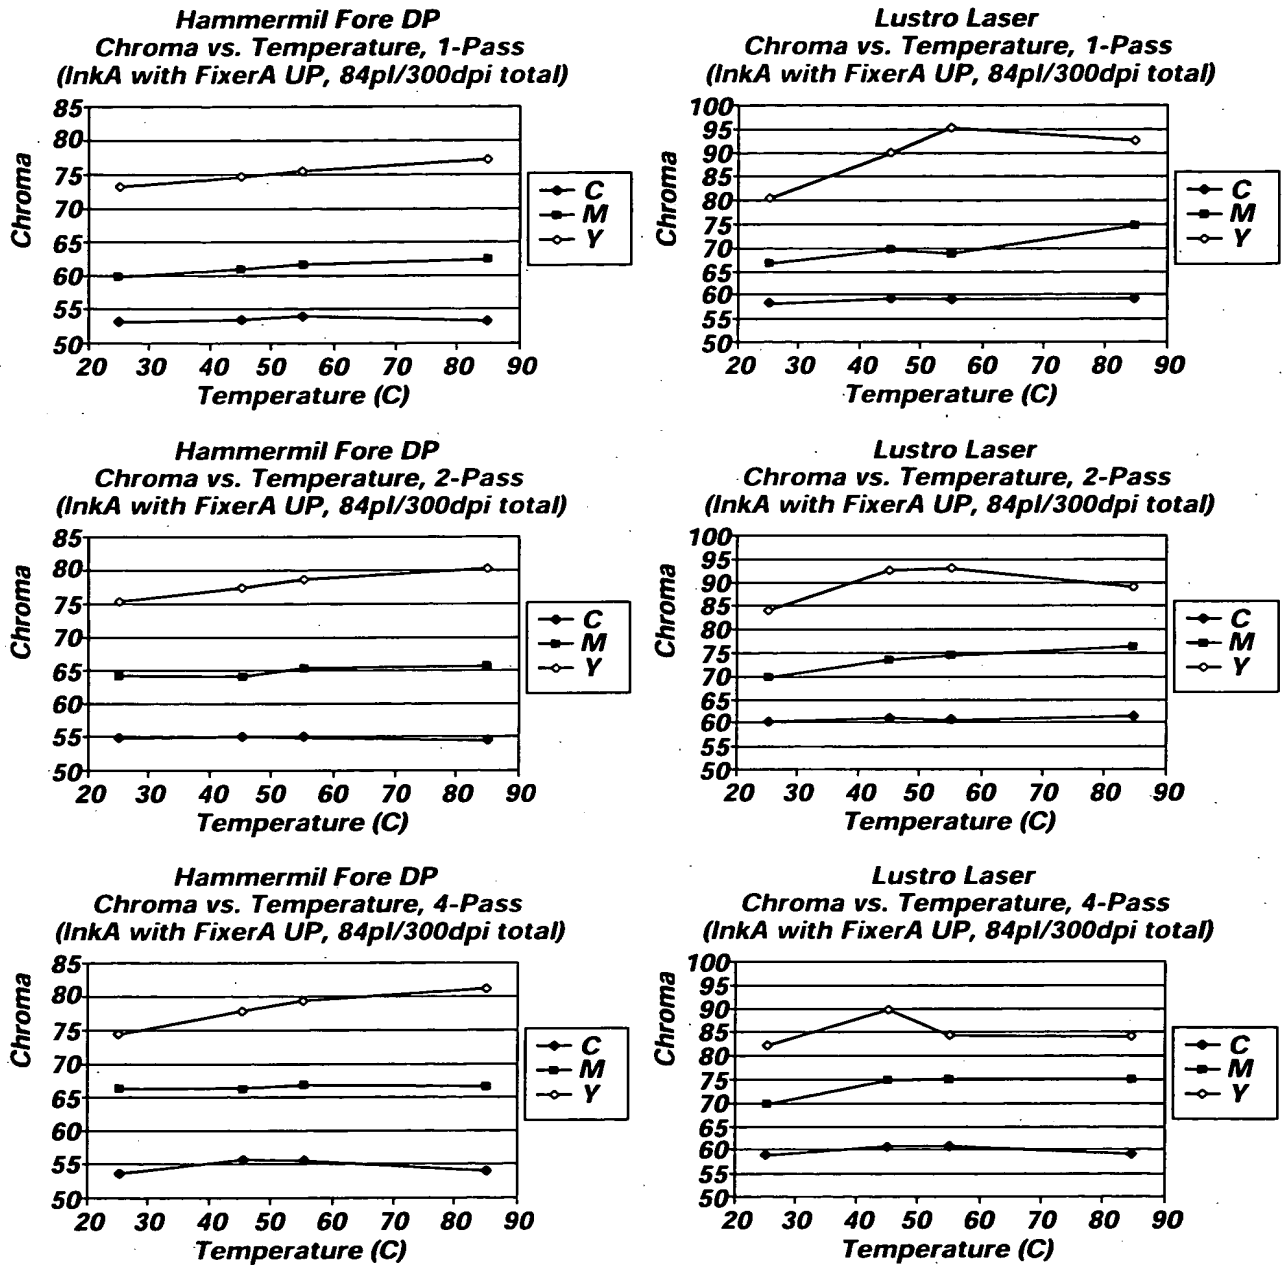 Hammermil Fore DP
Chroma vs. Temperature, 1-Pass
(InkA with FixerA UP, 84pl/300dpi total)
85
80
75
70
65
60
55
50
Chroma
20 30 40 50 60 70 80 90
Temperature (C)
C
M
Y
Lustro Laser
Chroma vs. Temperature, 1-Pass
(InkA with FixerA UP, 84pl/300dpi total)
100
95
90
85
80
75
70
65
60
55
50
Chroma
20 30 40 50 60 70 80 90
Temperature (C)
C
M
Y
Hammermil Fore DP
Chroma vs. Temperature, 2-Pass
(InkA with FixerA UP, 84pl/300dpi total)
85
80
75
70
65
60
55
50
Chroma
20 30 40 50 60 70 80 90
Temperature (C)
C
M
Y
Lustro Laser
Chroma vs. Temperature, 2-Pass
(InkA with FixerA UP, 84pl/300dpi total)
100
95
90
85
80
75
70
65
60
55
50
Chroma
20 30 40 50 60 70 80 90
Temperature (C)
C
M
Y
Hammermil Fore DP
Chroma vs. Temperature, 4-Pass
(InkA with FixerA UP, 84pl/300dpi total)
85
80
75
70
65
60
55
50
Chroma
20 30 40 50 60 70 80 90
Temperature (C)
C
M
Y
Lustro Laser
Chroma vs. Temperature, 4-Pass
(InkA with FixerA UP, 84pl/300dpi total)
100
95
90
85
80
75
70
65
60
55
50
Chroma
20 30 40 50 60 70 80 90
Temperature (C)
C
M
Y